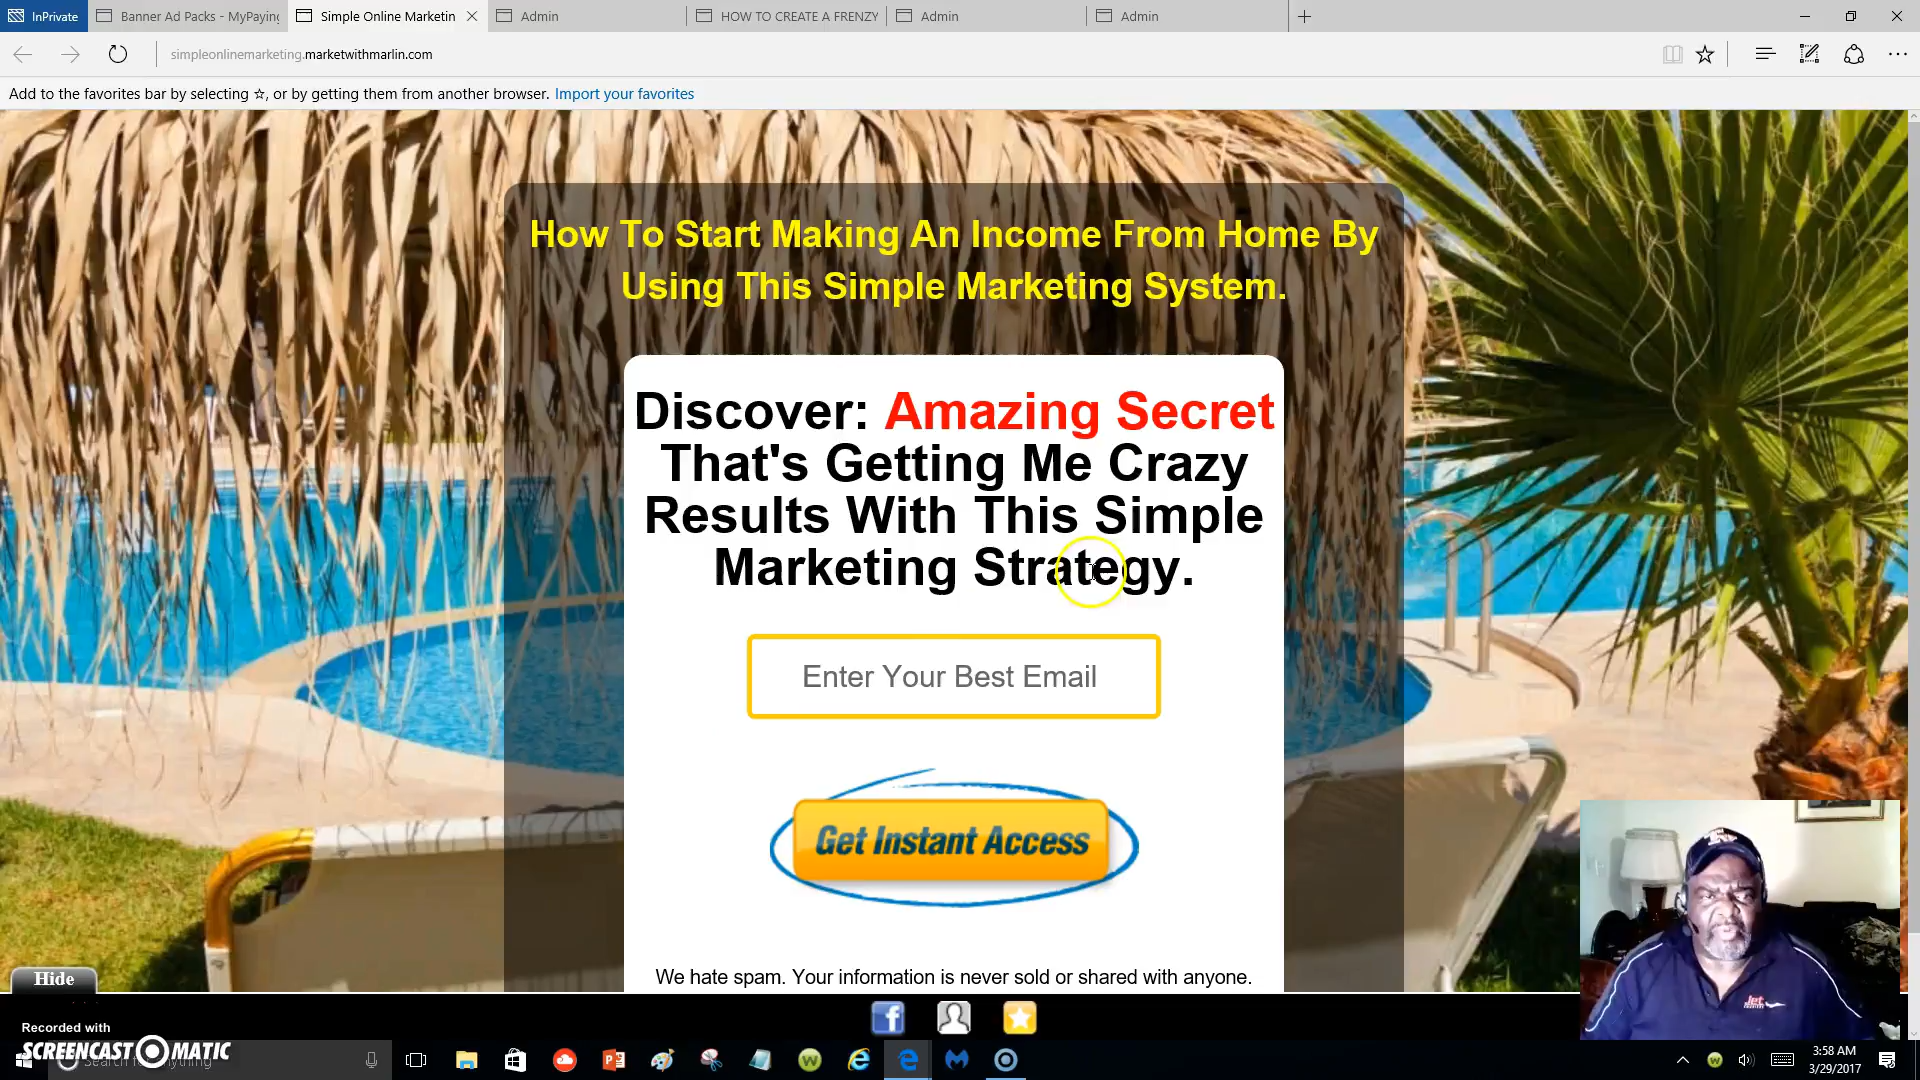 InPrivate
Banner Ad Packs - MyPaying
Simple Online Marketin
Admin
HOW TO CREATE A FRENZY
Admin
Admin
simpleonlinemarketing.marketwithmarlin.com
Add to the favorites bar by selecting ☆, or by getting them from another browser. Import your favorites
How To Start Making An Income From Home By
Using This Simple Marketing System.
Discover: Amazing Secret
That's Getting Me Crazy
Results With This Simple
Marketing Strategy.
Enter Your Best Email
Get Instant Access
We hate spam. Your information is never sold or shared with anyone.
Hide
Recorded with
SCREENCAST-O-MATIC
Search for anything
Jet
3:58 AM
3/29/2017